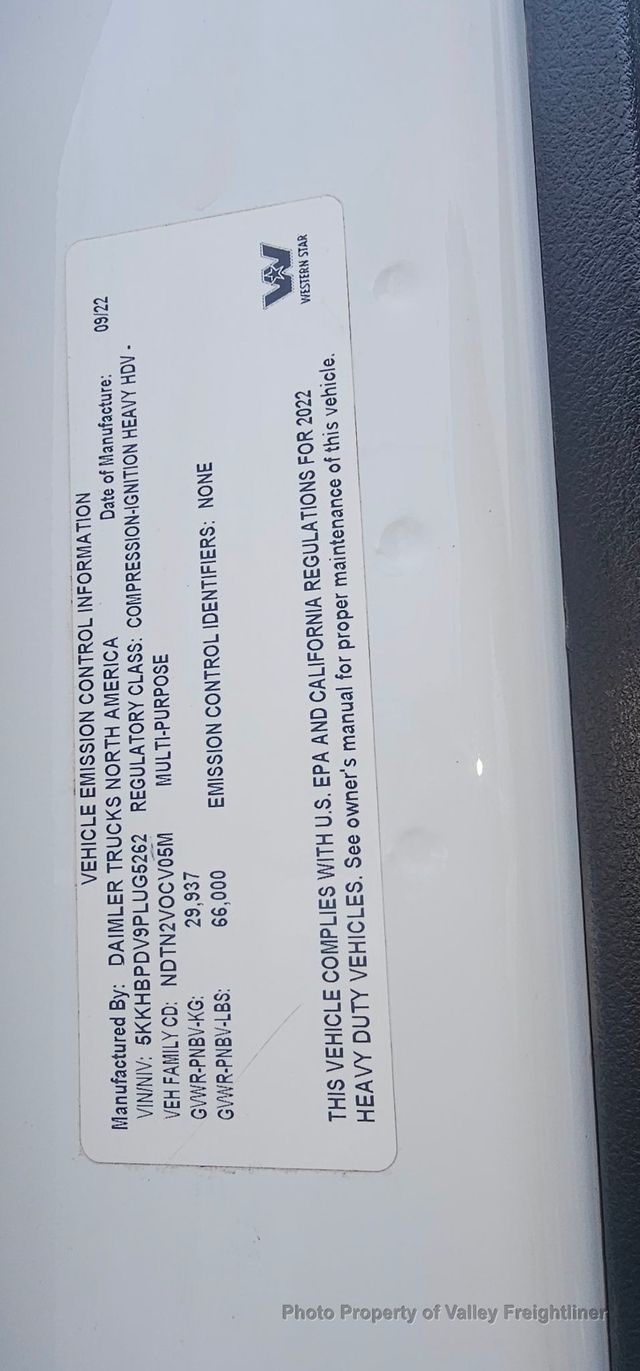 VEHICLE EMISSION CONTROL INFORMATION
Manufactured By: DAIMLER TRUCKS NORTH AMERICA Date of Manufacture: 09/22
VIN/NIV: 5KKHBPDV9PLUG5262 REGULATORY CLASS: COMPRESSION-IGNITION HEAVY HDV -
VEH FAMILY CD: NDTN2VOCV05M MULTI-PURPOSE
GVWR-PNBV-KG: 29,937
GVWR-PNBV-LBS: 66,000 EMISSION CONTROL IDENTIFIERS: NONE
WESTERN STAR
THIS VEHICLE COMPLIES WITH U.S. EPA AND CALIFORNIA REGULATIONS FOR 2022
HEAVY DUTY VEHICLES. See owner's manual for proper maintenance of this vehicle.
Photo Property of Valley Freightliner